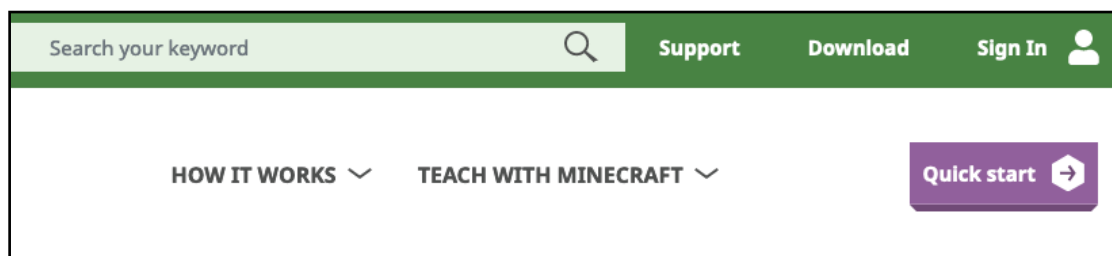 Search your keyword Support Download Sign In
HOW IT WORKS TEACH WITH MINECRAFT Quick start